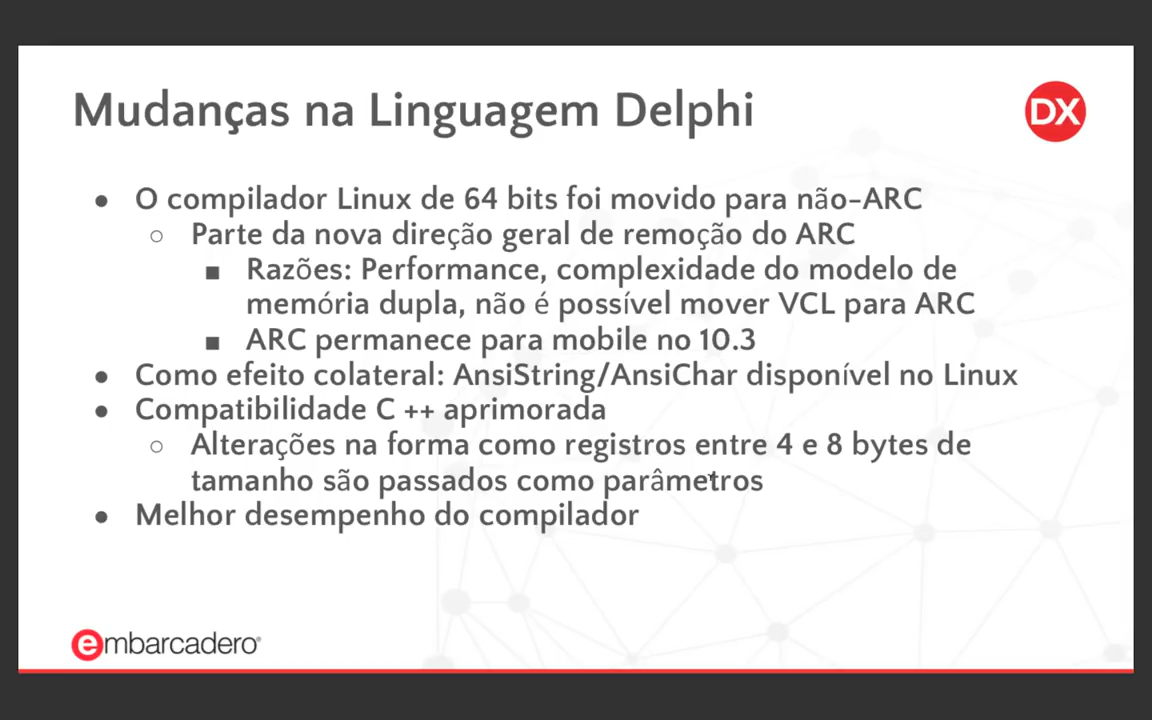 Mudanças na Linguagem Delphi
DX
● O compilador Linux de 64 bits foi movido para não-ARC
○ Parte da nova direção geral de remoção do ARC
■ Razões: Performance, complexidade do modelo de
memória dupla, não é possível mover VCL para ARC
■ ARC permanece para mobile no 10.3
● Como efeito colateral: AnsiString/AnsiChar disponível no Linux
● Compatibilidade C ++ aprimorada
○ Alterações na forma como registros entre 4 e 8 bytes de
tamanho são passados como parâmetros
● Melhor desempenho do compilador
embarcadero®